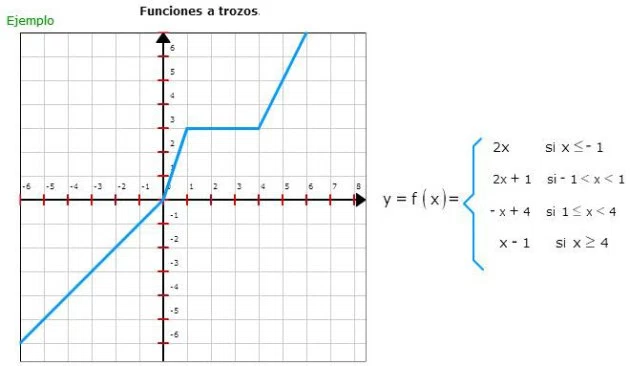 Funciones a trozos.
Ejemplo
6
5
4
3
2
1
-6 -5 -4 -3 -2 -1 1 2 3 4 5 6 7 8
-1
-2
-3
-4
-5
-6
y = f ( x ) =
2x si x ≤ - 1
2x + 1 si - 1 < x < 1
- x + 4 si 1 ≤ x < 4
x - 1 si x ≥ 4